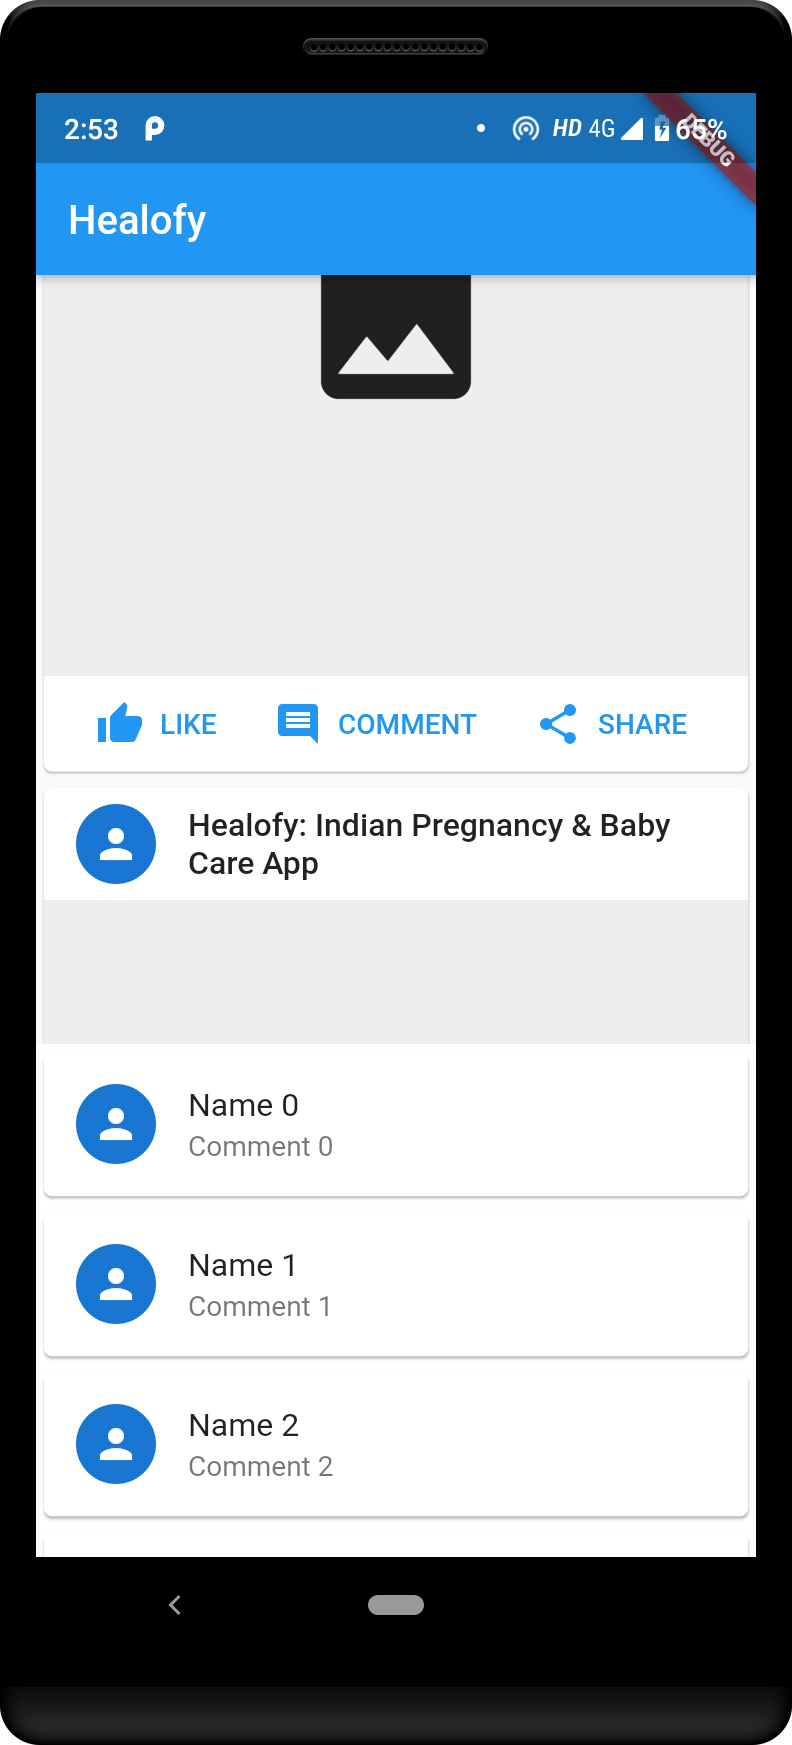 2:53 HD 4G 65%
DEBUG
Healofy
LIKE COMMENT SHARE
Healofy: Indian Pregnancy & Baby
Care App
Name 0
Comment 0
Name 1
Comment 1
Name 2
Comment 2